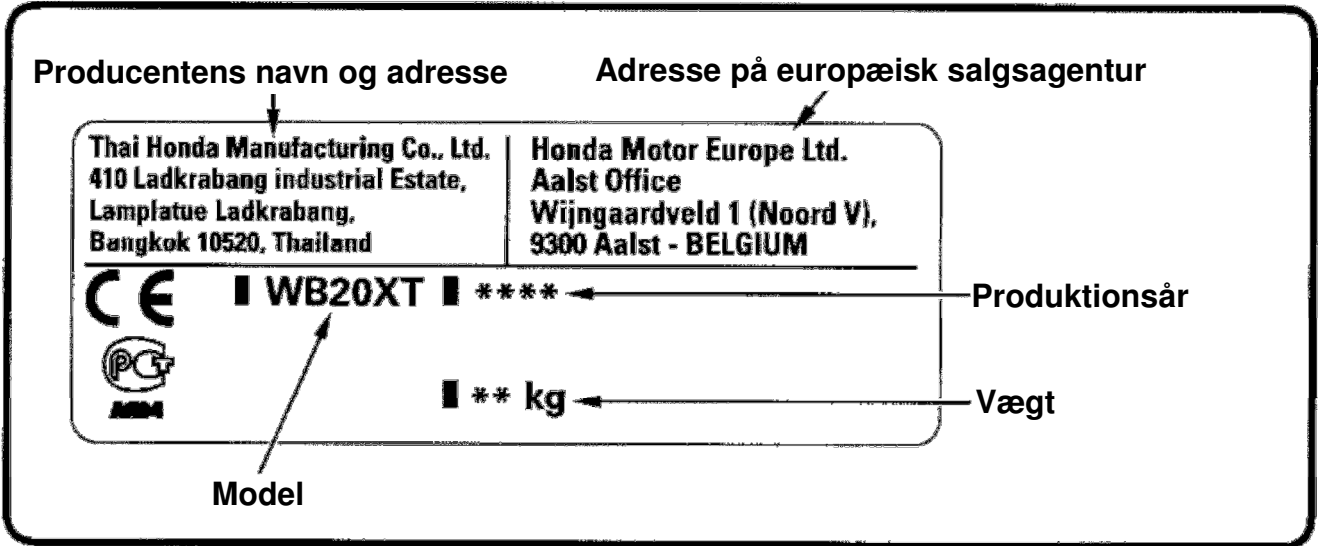 Producentens navn og adresse
Adresse på europæisk salgsagentur
Thai Honda Manufacturing Co., Ltd.
410 Ladkrabang industrial Estate,
Lamplatue Ladkrabang,
Bangkok 10520, Thailand
Honda Motor Europe Ltd.
Aalst Office
Wijngaardveld 1 (Noord V),
9300 Aalst - BELGIUM
CE
WB20XT
****
Produktionsår
** kg
Vægt
Model